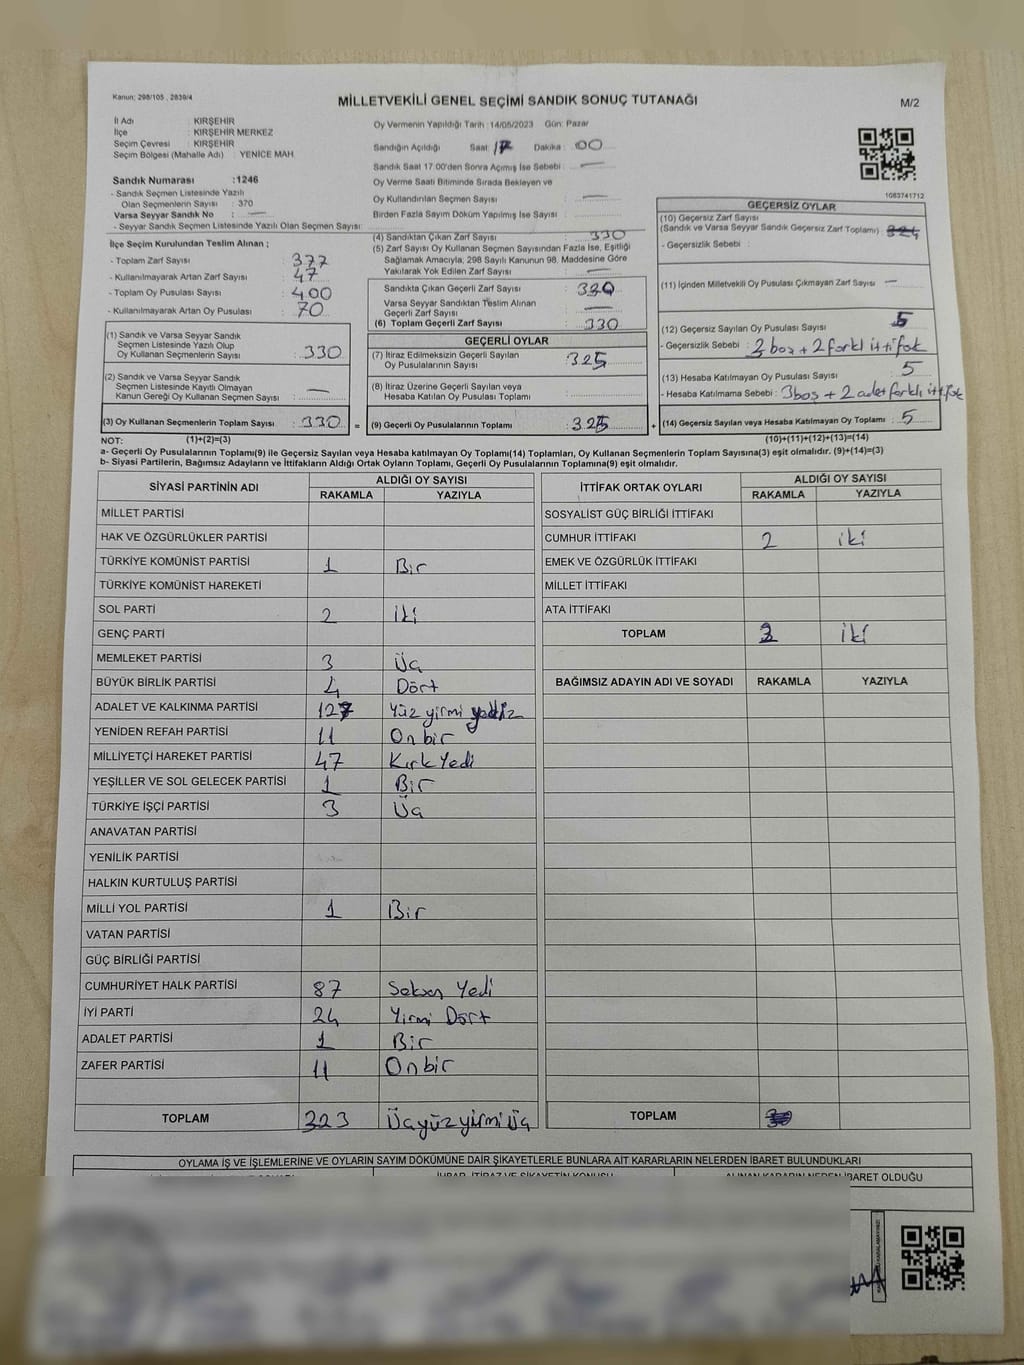 Kanun: 298/105 , 2839/4
MİLLETVEKİLİ GENEL SEÇİMİ SANDIK SONUÇ TUTANAĞI
M/2
İl Adı : KIRŞEHİR
İlçe : KIRŞEHİR MERKEZ
Seçim Çevresi : KIRŞEHİR
Seçim Bölgesi (Mahalle Adı) : YENİCE MAH
Oy Vermenin Yapıldığı Tarih : 14/05/2023 Gün: Pazar
Sandığın Açıldığı Saat : 17 Dakika : 00
Sandık Saat 17:00'den Sonra Açmış İse Sebebi : —
Oy Verme Saati Bitiminde Sırada Bekleyen ve
Oy Kullandırılan Seçmen Sayısı : —
Birden Fazla Sayım Döküm Yapılmış İse Sayısı : —
Sandık Numarası :1246
- Sandık Seçmen Listesinde Yazılı
Olan Seçmenlerin Sayısı : 370
Varsa Seyyar Sandık No : —
- Seyyar Sandık Seçmen Listesinde Yazılı Olan Seçmen Sayısı
İlçe Seçim Kurulundan Teslim Alınan ;
- Toplam Zarf Sayısı : 377
- Kullanılmayarak Artan Zarf Sayısı : 47
- Toplam Oy Pusulası Sayısı : 400
- Kullanılmayarak Artan Oy Pusulası : 70
(1) Sandık ve Varsa Seyyar Sandık
Seçmen Listesinde Yazılı Olup
Oy Kullanan Seçmenlerin Sayısı : 330
(2) Sandık ve Varsa Seyyar Sandık
Seçmen Listesinde Kayıtlı Olmayan
Kanun Gereği Oy Kullanan Seçmen Sayısı : —
(3) Oy Kullanan Seçmenlerin Toplam Sayısı : 330
(4) Sandıktan Çıkan Zarf Sayısı : 330
(5) Zarf Sayısı Oy Kullanan Seçmen Sayısından Fazla İse, Eşitliği
Sağlamak Amacıyla, 298 Sayılı Kanunun 98. Maddesine Göre
Yakılarak Yok Edilen Zarf Sayısı : —
Sandıkta Çıkan Geçerli Zarf Sayısı : 330
Varsa Seyyar Sandıktan Teslim Alınan
Geçerli Zarf Sayısı : —
(6) Toplam Geçerli Zarf Sayısı : 330
GEÇERLİ OYLAR
(7) İtiraz Edilmeksizin Geçerli Sayılan
Oy Pusulalarının Sayısı : 325
(8) İtiraz Üzerine Geçerli Sayılan veya
Hesaba Katılan Oy Pusulası Toplamı :
= (9) Geçerli Oy Pusulalarının Toplamı : 325 +
1083741712
GEÇERSİZ OYLAR
(10) Geçersiz Zarf Sayısı
(Sandık ve Varsa Seyyar Sandık Geçersiz Zarf Toplamı) :
- Geçersizlik Sebebi :
(11) İçinden Milletvekili Oy Pusulası Çıkmayan Zarf Sayısı : —
(12) Geçersiz Sayılan Oy Pusulası Sayısı : 5
- Geçersizlik Sebebi : 3 boş + 2 farklı ittifak
(13) Hesaba Katılmayan Oy Pusulası Sayısı : 5
- Hesaba Katılmama Sebebi : 3boş + 2 adet farklı ittifak
(14) Geçersiz Sayılan veya Hesaba Katılmayan Oy Toplamı : 5
NOT: (1)+(2)=(3) (10)+(11)+(12)+(13)=(14)
a- Geçerli Oy Pusulalarının Toplamı(9) ile Geçersiz Sayılan veya Hesaba katılmayan Oy Toplamı(14) Toplamları, Oy Kullanan Seçmenlerin Toplam Sayısına(3) eşit olmalıdır. (9)+(14)=(3)
b- Siyasi Partilerin, Bağımsız Adayların ve İttifakların Aldığı Ortak Oyların Toplamı, Geçerli Oy Pusulalarının Toplamına(9) eşit olmalıdır.
SİYASİ PARTİNİN ADI ALDIĞI OY SAYISI
RAKAMLA YAZIYLA
MİLLET PARTİSİ
HAK VE ÖZGÜRLÜKLER PARTİSİ
TÜRKİYE KOMÜNİST PARTİSİ 1 Bir
TÜRKİYE KOMÜNİST HAREKETİ
SOL PARTİ 2 İki
GENÇ PARTİ
MEMLEKET PARTİSİ 3 Üç
BÜYÜK BİRLİK PARTİSİ 4 Dört
ADALET VE KALKINMA PARTİSİ 127 Yüz yirmi
YENİDEN REFAH PARTİSİ 11 On bir
MİLLİYETÇİ HAREKET PARTİSİ 47 Kırk Yedi
YEŞİLLER VE SOL GELECEK PARTİSİ 1 Bir
TÜRKİYE İŞÇİ PARTİSİ 3 Üç
ANAVATAN PARTİSİ
YENİLİK PARTİSİ
HALKIN KURTULUŞ PARTİSİ
MİLLİ YOL PARTİSİ 1 Bir
VATAN PARTİSİ
GÜÇ BİRLİĞİ PARTİSİ
CUMHURİYET HALK PARTİSİ 87 Seksen Yedi
İYİ PARTİ 24 Yirmi Dört
ADALET PARTİSİ 1 Bir
ZAFER PARTİSİ 11 Onbir
TOPLAM 323 Üçyüzyirmi Üç
İTTİFAK ORTAK OYLARI ALDIĞI OY SAYISI
RAKAMLA YAZIYLA
SOSYALİST GÜÇ BİRLİĞİ İTTİFAKI
CUMHUR İTTİFAKI 2 iki
EMEK VE ÖZGÜRLÜK İTTİFAKI
MİLLET İTTİFAKI
ATA İTTİFAKI
TOPLAM 2 iki
BAĞIMSIZ ADAYIN ADI VE SOYADI RAKAMLA YAZIYLA
TOPLAM
OYLAMA İŞ VE İŞLEMLERİNE VE OYLARIN SAYIM DÖKÜMÜNE DAİR ŞİKAYETLERLE BUNLARA AİT KARARLARIN NELERDEN İBARET BULUNDUKLARI
İHBAR, İTİRAZ VE ŞİKAYETİN KONUSU ALINAN KARARIN NEDEN İBARET OLDUĞU